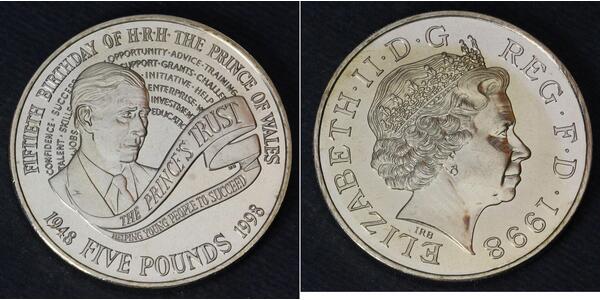 FIFTIETH BIRTHDAY OF H·R·H·THE PRINCE OF WALES
OPPORTUNITY·ADVICE·TRAINING
SUPPORT·GRANTS·
INITIATIVE·HELP
ENTERPRISE
INVESTMENT
EDUCATE
CONFIDENCE·SUCCESS
TALENT·SKILLS
JOBS
THE PRINCE'S TRUST
HELPING YOUNG PEOPLE TO SUCCEED
1948 FIVE POUNDS 1998
ELIZABETH·II·D·G
REG·F·D·1998
IRB